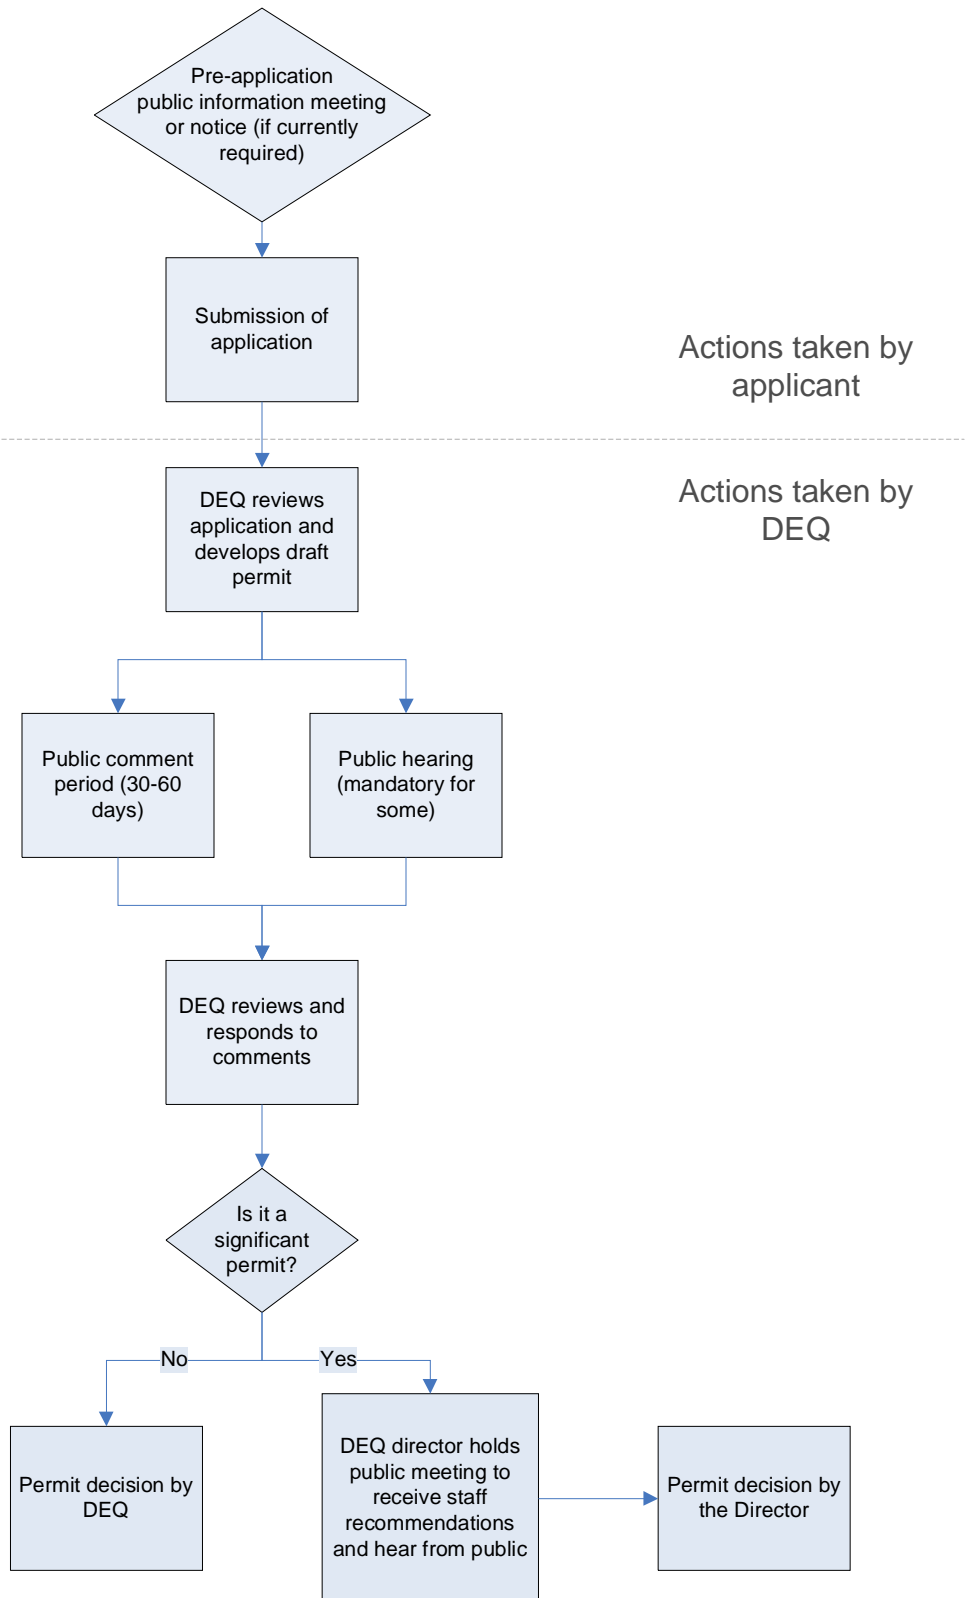 Pre-application
public information meeting
or notice (if currently
required)
Submission of
application
Actions taken by
applicant
Actions taken by
DEQ
DEQ reviews
application and
develops draft
permit
Public comment
period (30-60
days)
Public hearing
(mandatory for
some)
DEQ reviews and
responds to
comments
Is it a
significant
permit?
No
Yes
Permit decision by
DEQ
DEQ director holds
public meeting to
receive staff
recommendations
and hear from public
Permit decision by
the Director